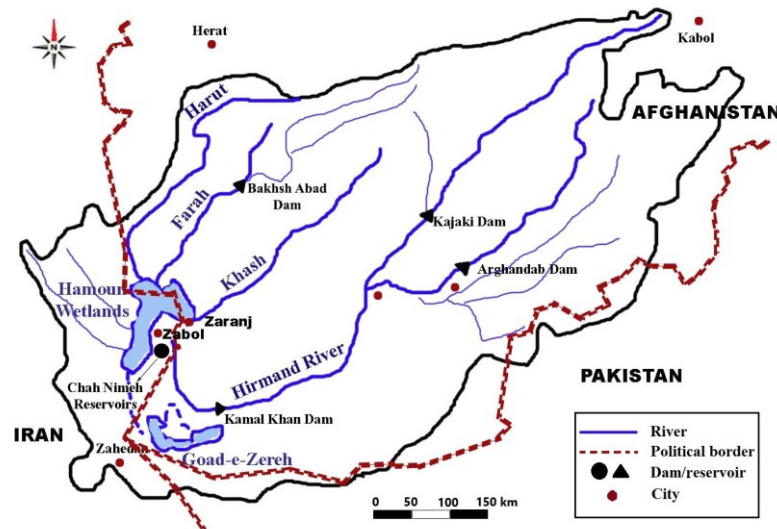 Herat
Kabol
AFGHANISTAN
Harut
Farah
Bakhsh Abad
Dam
Kajaki Dam
Khash
Arghandab Dam
Hamoun
Wetlands
Zaranj
Zabol
Hirmand River
Chah Nimeh
Reservoirs
Kamal Khan Dam
PAKISTAN
IRAN
Zahedan
Goad-e-Zereh
River
Political border
Dam/reservoir
City
0 50 100 150 km